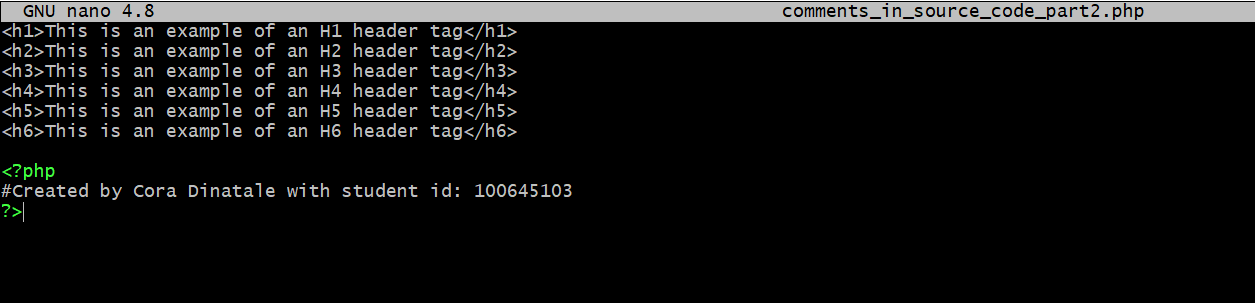 GNU nano 4.8 comments_in_source_code_part2.php
<h1>This is an example of an H1 header tag</h1>
<h2>This is an example of an H2 header tag</h2>
<h3>This is an example of an H3 header tag</h3>
<h4>This is an example of an H4 header tag</h4>
<h5>This is an example of an H5 header tag</h5>
<h6>This is an example of an H6 header tag</h6>
<?php
#Created by Cora Dinatale with student id: 100645103
?>